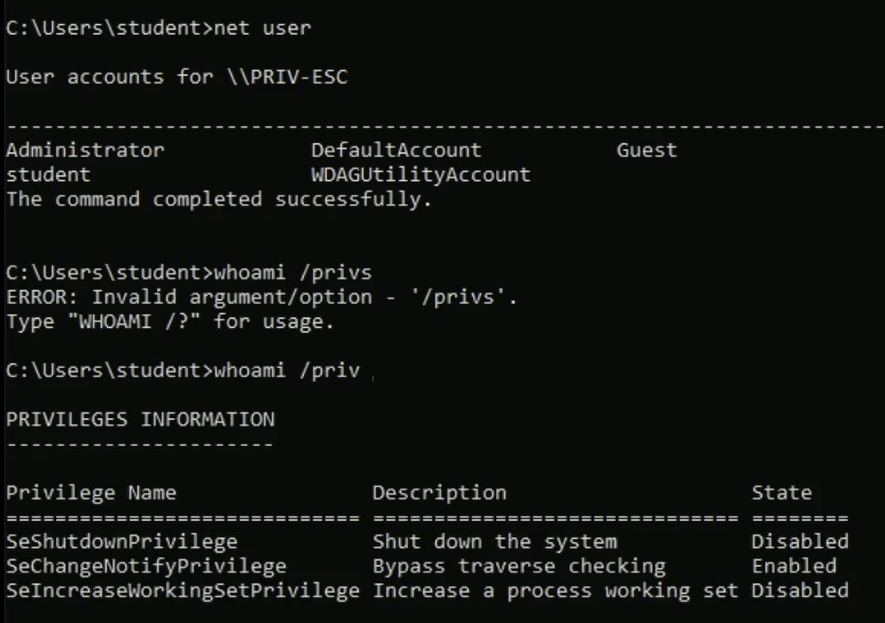 C:\Users\student>net user
User accounts for \\PRIV-ESC
-------------------------------------------------------------------------------
Administrator            DefaultAccount           Guest
student                  WDAGUtilityAccount
The command completed successfully.
C:\Users\student>whoami /privs
ERROR: Invalid argument/option - '/privs'.
Type "WHOAMI /?" for usage.
C:\Users\student>whoami /priv
PRIVILEGES INFORMATION
----------------------
Privilege Name                Description                    State
============================= ============================== ========
SeShutdownPrivilege           Shut down the system           Disabled
SeChangeNotifyPrivilege       Bypass traverse checking       Enabled
SeIncreaseWorkingSetPrivilege Increase a process working set Disabled